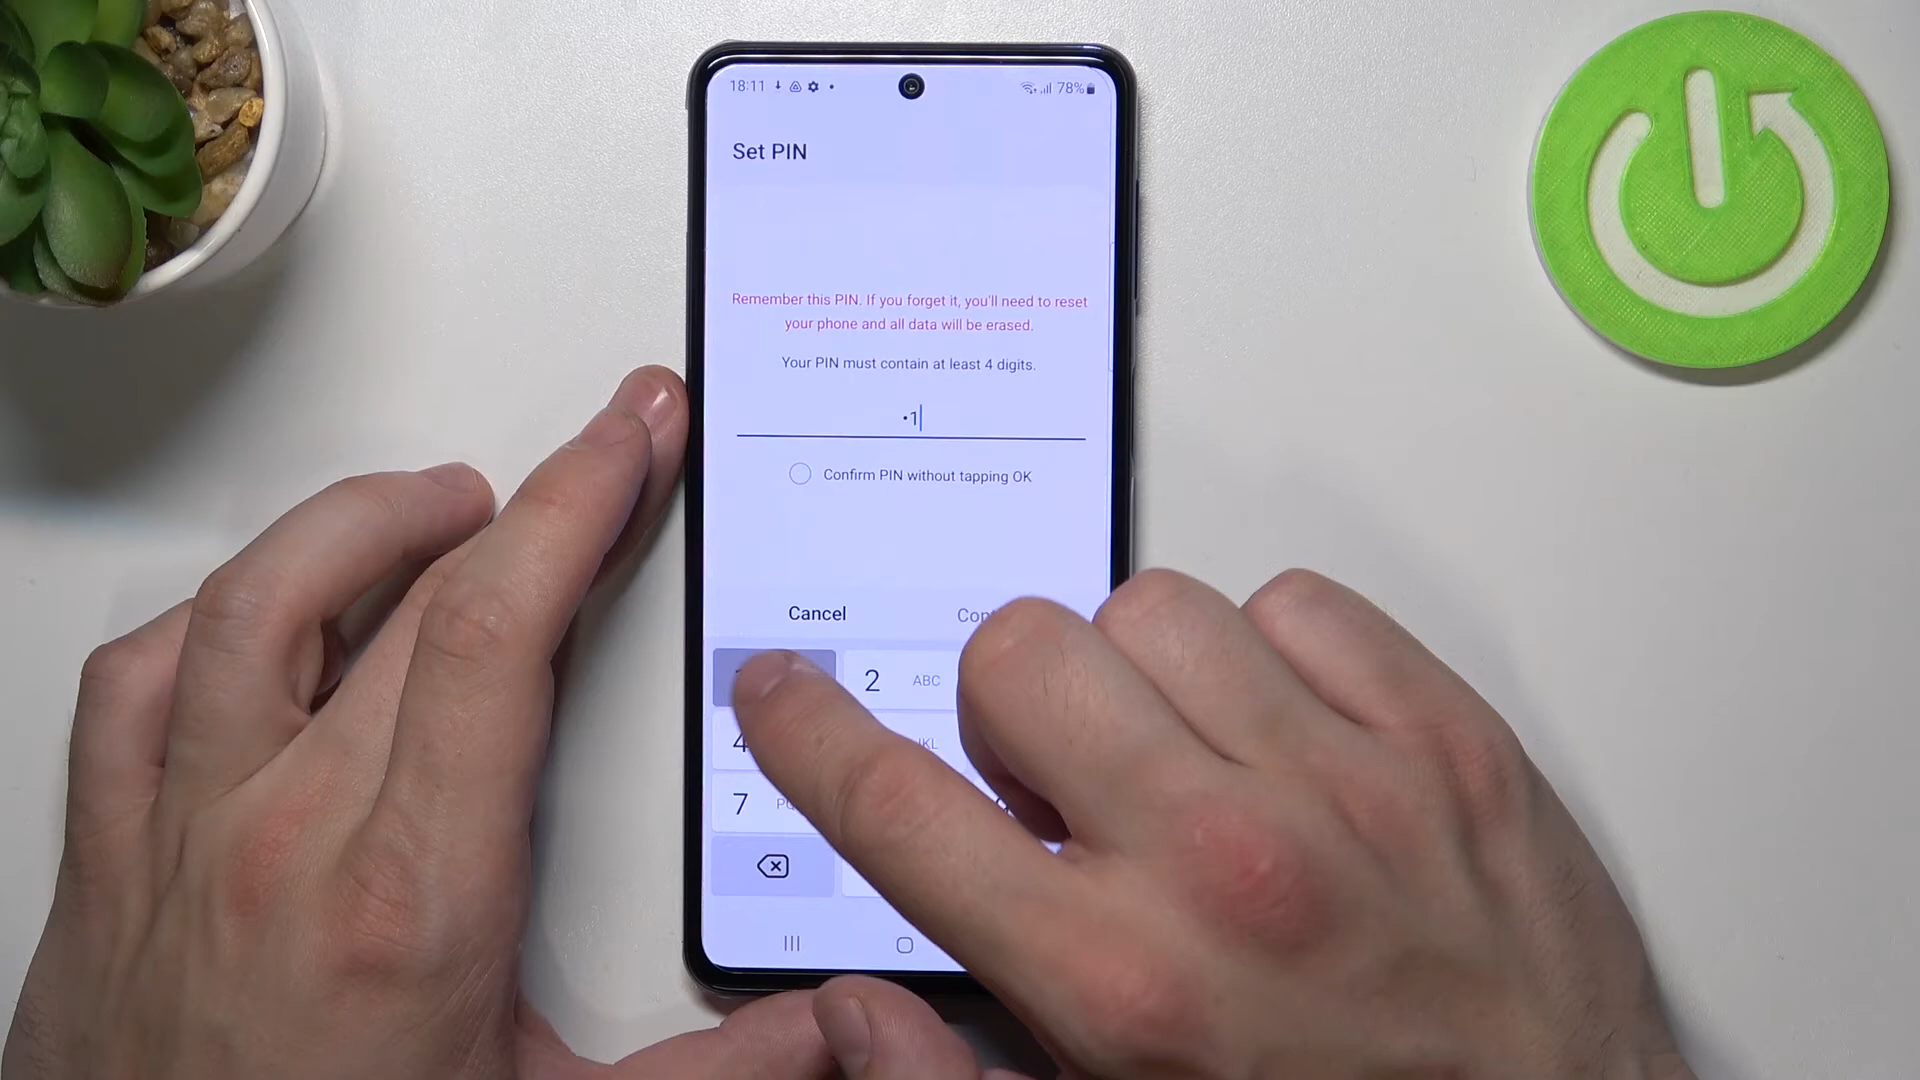 18:11 78%
Set PIN
Remember this PIN. If you forget it, you'll need to reset
your phone and all data will be erased.
Your PIN must contain at least 4 digits.
•1
Confirm PIN without tapping OK
Cancel
2 ABC
4
7